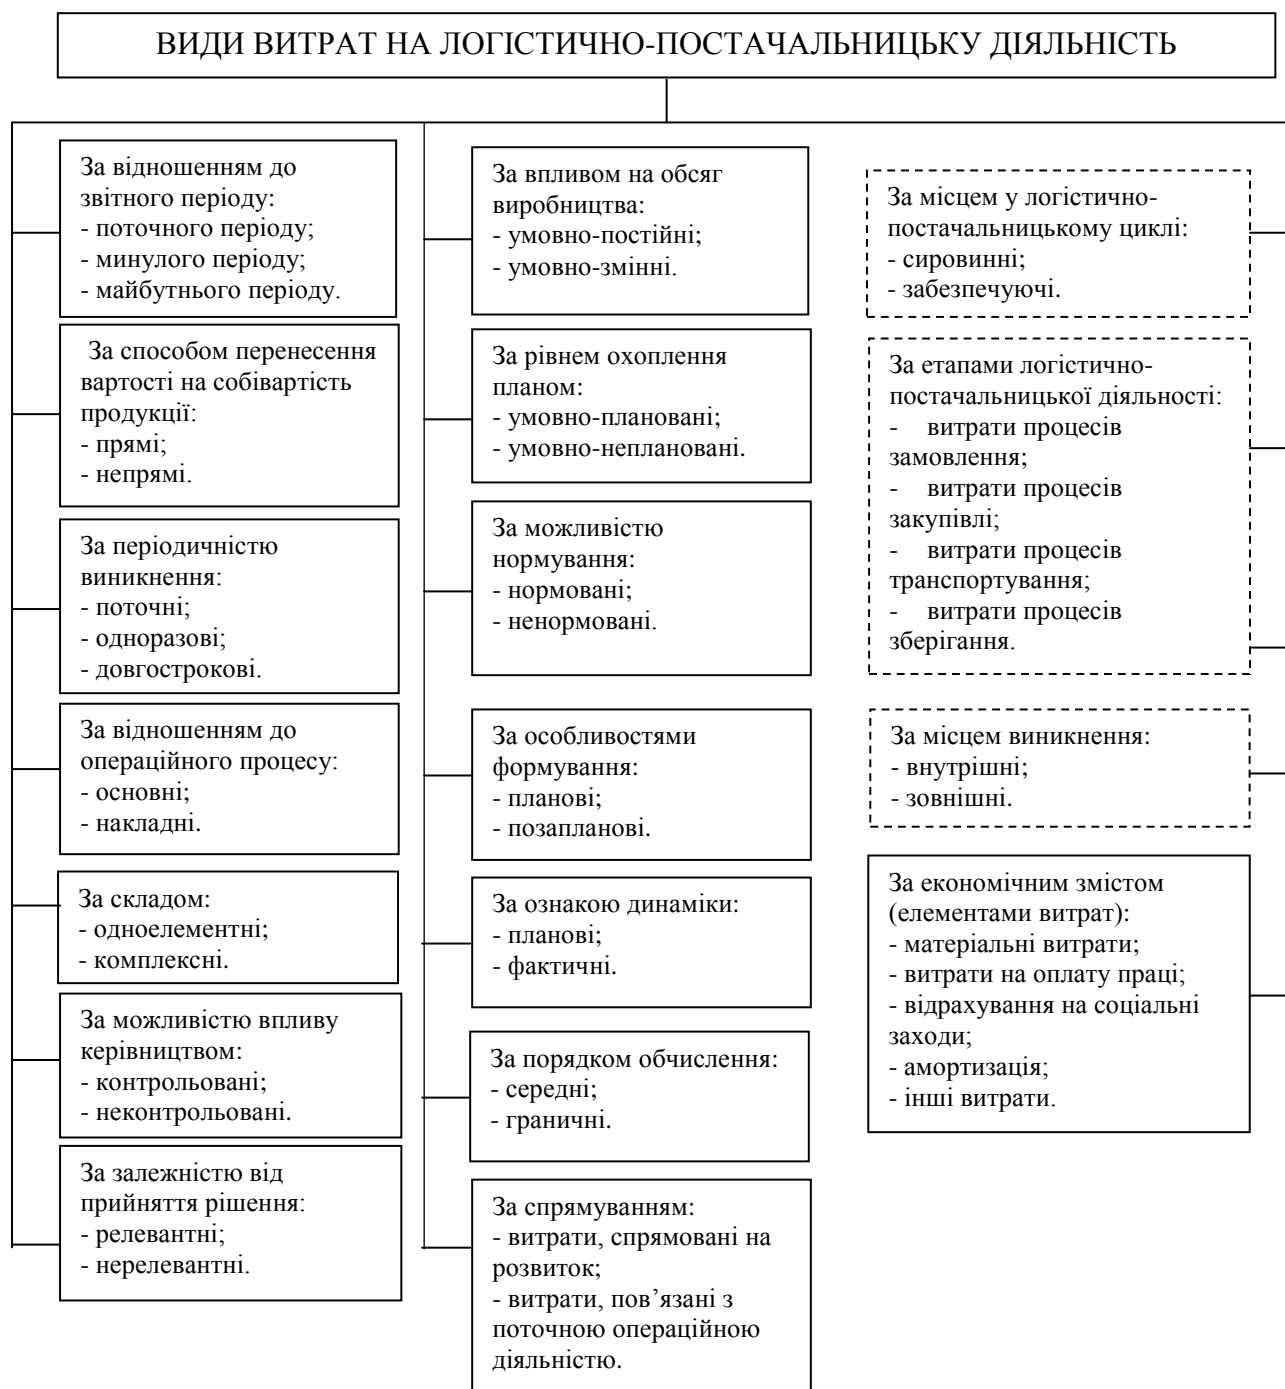 ВИДИ ВИТРАТ НА ЛОГІСТИЧНО-ПОСТАЧАЛЬНИЦЬКУ ДІЯЛЬНІСТЬ
За відношенням до
звітного періоду:
- поточного періоду;
- минулого періоду;
- майбутнього періоду.
За способом перенесення
вартості на собівартість
продукції:
- прямі;
- непрямі.
За періодичністю
виникнення:
- поточні;
- одноразові;
- довгострокові.
За відношенням до
операційного процесу:
- основні;
- накладні.
За складом:
- одноелементні;
- комплексні.
За можливістю впливу
керівництвом:
- контрольовані;
- неконтрольовані.
За залежністю від
прийняття рішення:
- релевантні;
- нерелевантні.
За впливом на обсяг
виробництва:
- умовно-постійні;
- умовно-змінні.
За рівнем охоплення
планом:
- умовно-плановані;
- умовно-неплановані.
За можливістю
нормування:
- нормовані;
- ненормовані.
За особливостями
формування:
- планові;
- позапланові.
За ознакою динаміки:
- планові;
- фактичні.
За порядком обчислення:
- середні;
- граничні.
За спрямуванням:
- витрати, спрямовані на
розвиток;
- витрати, пов’язані з
поточною операційною
діяльністю.
За місцем у логістично-
постачальницькому циклі:
- сировинні;
- забезпечуючі.
За етапами логістично-
постачальницької діяльності:
- витрати процесів
замовлення;
- витрати процесів
закупівлі;
- витрати процесів
транспортування;
- витрати процесів
зберігання.
За місцем виникнення:
- внутрішні;
- зовнішні.
За економічним змістом
(елементами витрат):
- матеріальні витрати;
- витрати на оплату праці;
- відрахування на соціальні
заходи;
- амортизація;
- інші витрати.